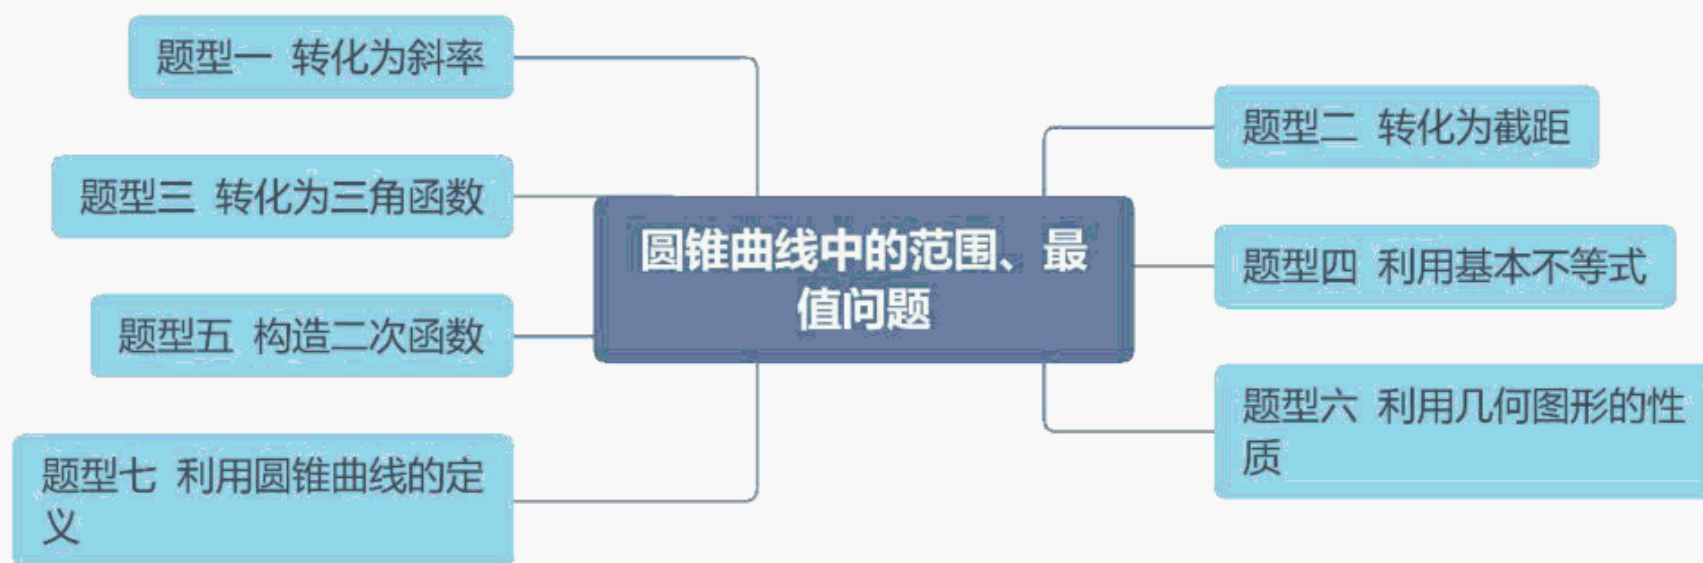 题型一 转化为斜率
题型二 转化为截距
题型三 转化为三角函数
圆锥曲线中的范围、最
值问题
题型四 利用基本不等式
题型五 构造二次函数
题型六 利用几何图形的性
质
题型七 利用圆锥曲线的定
义